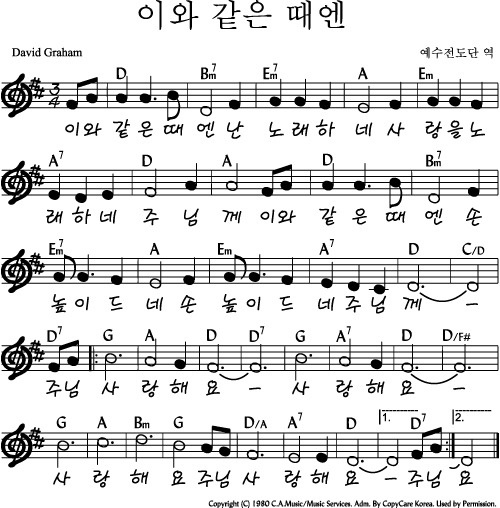 이와 같은 때엔
David Graham 예수전도단 역
D Bm7 Em7 A Em
3/4
이와 같은 때 엔 난 노 래 하 네 사 랑을 노
A7 D A7 D Bm7
래 하 네 주 님 께 이와 같 은 때 엔 손
Em7 A Em7 A7 D C/D
높 이 드 네 손 높 이 드 네 주 님 께 –
D7 G A D D7 G A7 D D/F#
주님 사 랑 해 요 – 사 랑 해 요 –
G A Bm G D/A A7 D 1. D7 2. D
사 랑 해 요 주 님 사 랑 해 요 – 주님 요
Copyright (C) 1980 C.A.Music/Music Services. Adm. By CopyCare Korea. Used by Permission.